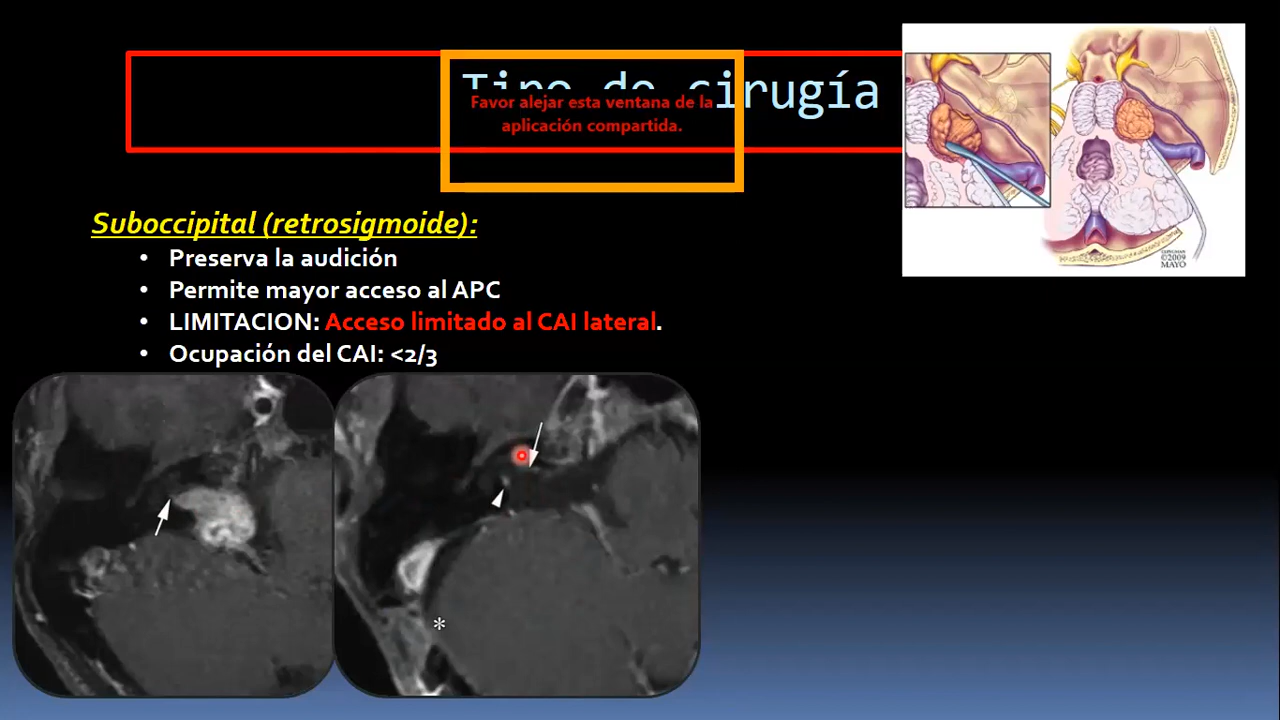 Tipo de cirugía
Favor alejar esta ventana de la
aplicación compartida.
Suboccipital (retrosigmoide):
• Preserva la audición
• Permite mayor acceso al APC
• LIMITACION: Acceso limitado al CAI lateral.
• Ocupación del CAI: <2/3
*
©2009
MAYO